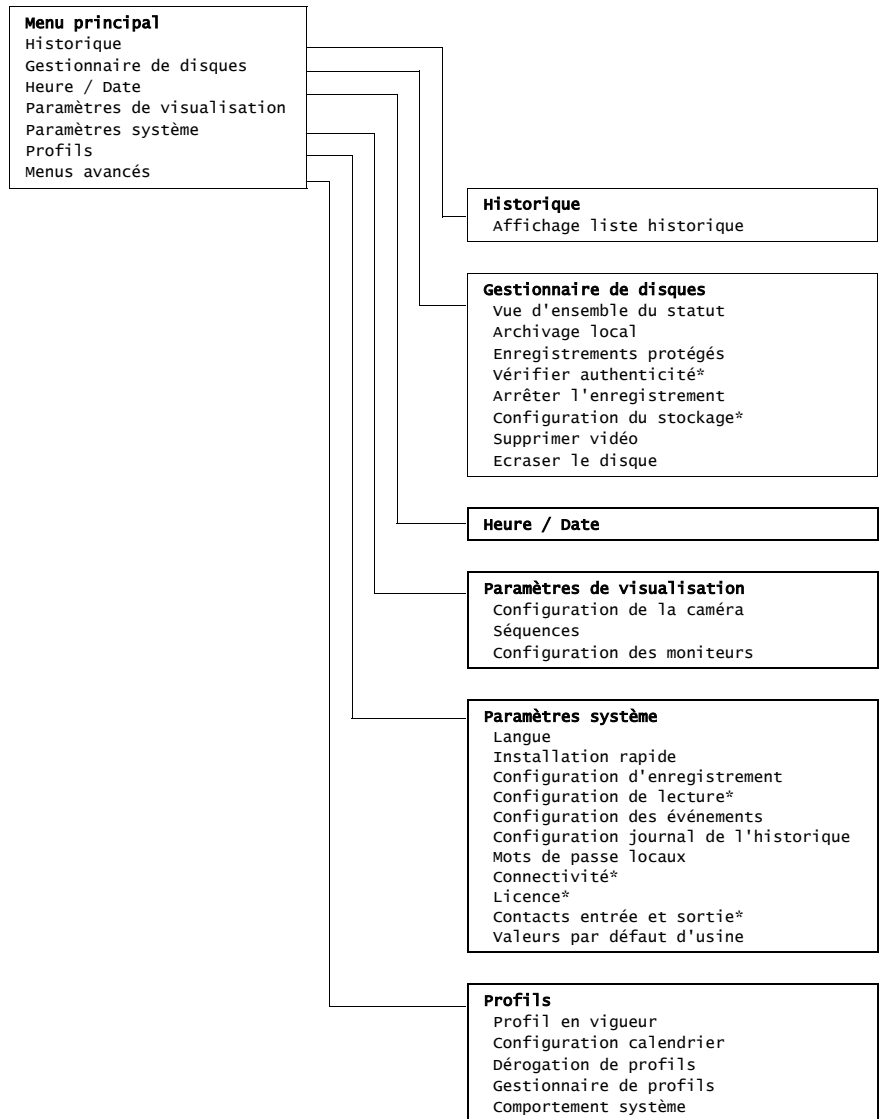 Menu principal
Historique
Gestionnaire de disques
Heure / Date
Paramètres de visualisation
Paramètres système
Profils
Menus avancés
Historique
Affichage liste historique
Gestionnaire de disques
Vue d'ensemble du statut
Archivage local
Enregistrements protégés
Vérifier authenticité*
Arrêter l'enregistrement
Configuration du stockage*
Supprimer vidéo
Ecraser le disque
Heure / Date
Paramètres de visualisation
Configuration de la caméra
Séquences
Configuration des moniteurs
Paramètres système
Langue
Installation rapide
Configuration d'enregistrement
Configuration de lecture*
Configuration des événements
Configuration journal de l'historique
Mots de passe locaux
Connectivité*
Licence*
Contacts entrée et sortie*
Valeurs par défaut d'usine
Profils
Profil en vigueur
Configuration calendrier
Dérogation de profils
Gestionnaire de profils
Comportement système